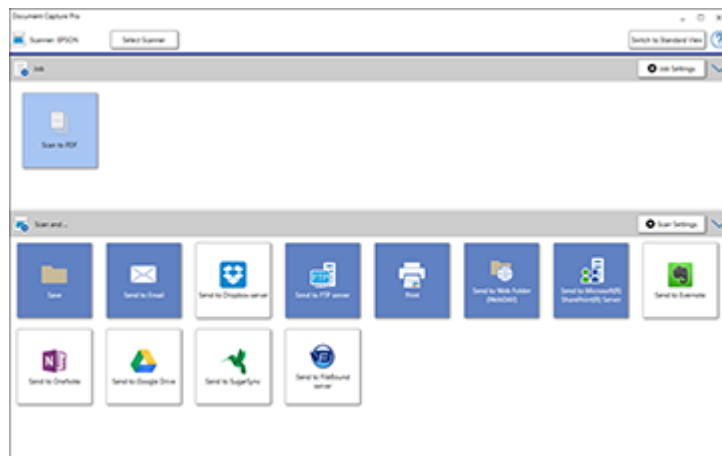 Document Capture Pro
Scanner: EPSON
Select Scanner
Switch to Standard View
?
Job
Job Settings
Scan to PDF
Scan and ...
Scan Settings
Save
Send to Email
Send to Dropbox server
Send to FTP server
Print
Send to Web Folder
(WebDAV)
Send to Microsoft(R)
SharePoint(R) Server
Send to Evernote
Send to OneNote
Send to Google Drive
Send to SugarSync
Send to FileBound
server